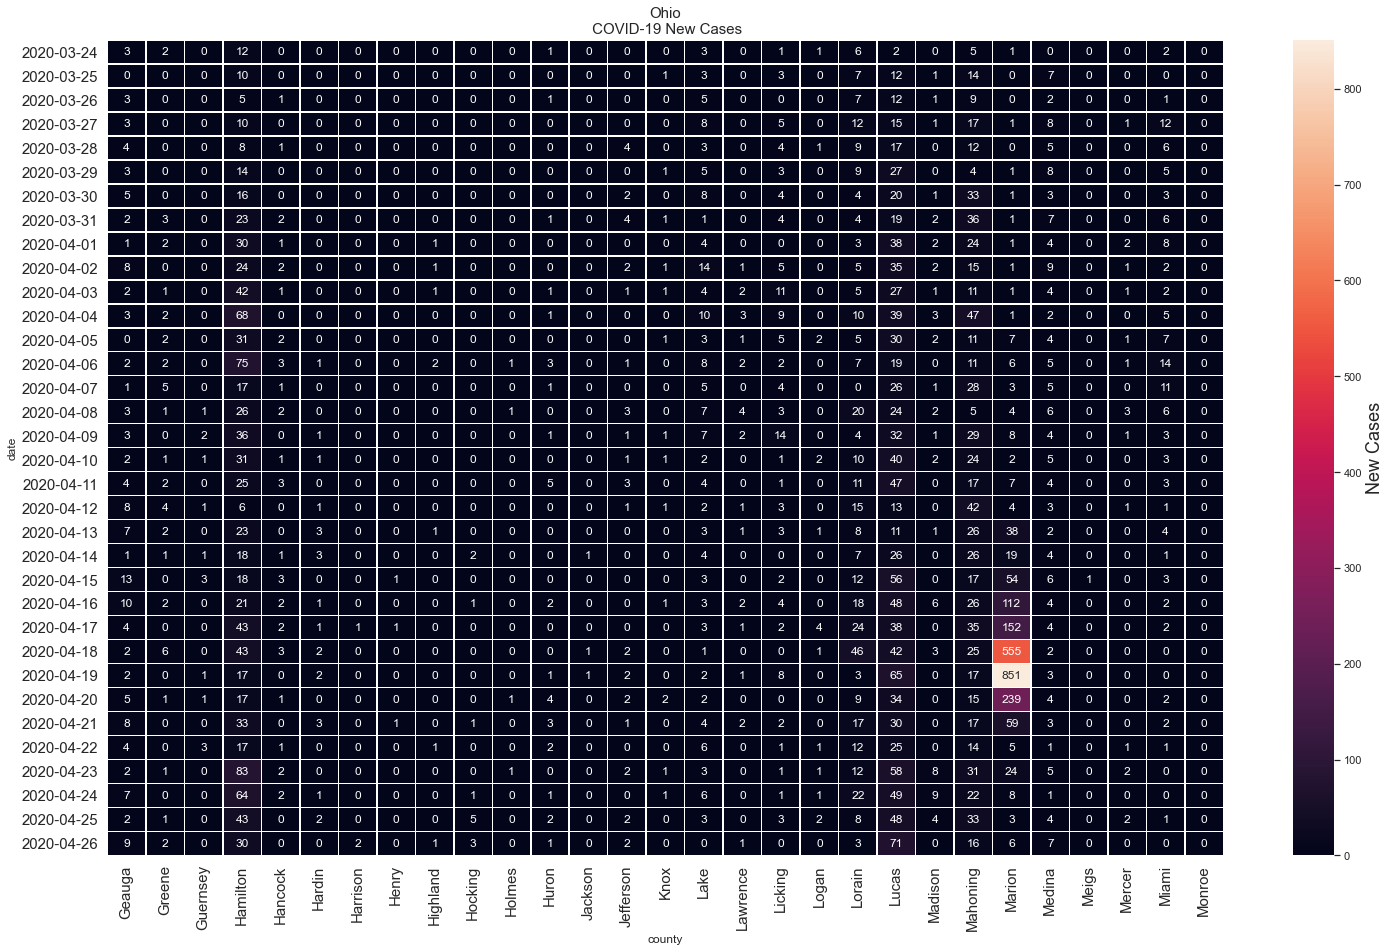 Ohio
COVID-19 New Cases
2020-03-24 3 2 0 12 0 0 0 0 0 0 0 1 0 0 0 3 0 1 1 6 2 0 5 1 0 0 0 2 0
2020-03-25 0 0 0 10 0 0 0 0 0 0 0 0 0 0 1 3 0 3 0 7 12 1 14 0 7 0 0 0 0
2020-03-26 3 0 0 5 1 0 0 0 0 0 0 1 0 0 0 5 0 0 0 7 12 1 9 0 2 0 0 1 0
2020-03-27 3 0 0 10 0 0 0 0 0 0 0 0 0 0 0 8 0 5 0 12 15 1 17 1 8 0 1 12 0
2020-03-28 4 0 0 8 1 0 0 0 0 0 0 0 0 4 0 3 0 4 1 9 17 0 12 0 5 0 0 6 0
2020-03-29 3 0 0 14 0 0 0 0 0 0 0 0 0 0 1 5 0 3 0 9 27 0 4 1 8 0 0 5 0
2020-03-30 5 0 0 16 0 0 0 0 0 0 0 0 0 2 0 8 0 4 0 4 20 1 33 1 3 0 0 3 0
2020-03-31 2 3 0 23 2 0 0 0 0 0 0 1 0 4 1 1 0 4 0 4 19 2 36 1 7 0 0 6 0
2020-04-01 1 2 0 30 1 0 0 0 1 0 0 0 0 0 0 4 0 0 0 3 38 2 24 1 4 0 2 8 0
2020-04-02 8 0 0 24 2 0 0 0 1 0 0 0 0 2 1 14 1 5 0 5 35 2 15 1 9 0 1 2 0
2020-04-03 2 1 0 42 1 0 0 0 1 0 0 1 0 1 1 4 2 11 0 5 27 1 11 1 4 0 1 2 0
2020-04-04 3 2 0 68 0 0 0 0 0 0 0 1 0 0 0 10 3 9 0 10 39 3 47 1 2 0 0 5 0
2020-04-05 0 2 0 31 2 0 0 0 0 0 0 0 0 0 1 3 1 5 2 5 30 2 11 7 4 0 1 7 0
2020-04-06 2 2 0 75 3 1 0 0 2 0 1 3 0 1 0 8 2 2 0 7 19 0 11 6 5 0 1 14 0
2020-04-07 1 5 0 17 1 0 0 0 0 0 0 1 0 0 0 5 0 4 0 0 26 1 28 3 5 0 0 11 0
2020-04-08 3 1 1 26 2 0 0 0 0 0 1 0 0 3 0 7 4 3 0 20 24 2 5 4 6 0 3 6 0
2020-04-09 3 0 2 36 0 1 0 0 0 0 0 1 0 1 1 7 2 14 0 4 32 1 29 8 4 0 1 3 0
2020-04-10 2 1 1 31 1 1 0 0 0 0 0 0 0 1 1 2 0 1 2 10 40 2 24 2 5 0 0 3 0
2020-04-11 4 2 0 25 3 0 0 0 0 0 0 5 0 3 0 4 0 1 0 11 47 0 17 7 4 0 0 3 0
2020-04-12 8 4 1 6 0 1 0 0 0 0 0 0 0 1 1 2 1 3 0 15 13 0 42 4 3 0 1 1 0
2020-04-13 7 2 0 23 0 3 0 0 1 0 0 0 0 0 0 3 1 3 1 8 11 1 26 38 2 0 0 4 0
2020-04-14 1 1 1 18 1 3 0 0 0 2 0 0 1 0 0 4 0 0 0 7 26 0 26 19 4 0 0 1 0
2020-04-15 13 0 3 18 3 0 0 1 0 0 0 0 0 0 0 3 0 2 0 12 56 0 17 54 6 1 0 3 0
2020-04-16 10 2 0 21 2 1 0 0 0 1 0 2 0 0 1 3 2 4 0 18 48 6 26 112 4 0 0 2 0
2020-04-17 4 0 0 43 2 1 1 1 0 0 0 0 0 0 0 3 1 2 4 24 38 0 35 152 4 0 0 2 0
2020-04-18 2 6 0 43 3 2 0 0 0 0 0 0 1 2 0 1 0 0 1 46 42 3 25 555 2 0 0 0 0
2020-04-19 2 0 1 17 0 2 0 0 0 0 0 1 1 2 0 2 1 8 0 3 65 0 17 851 3 0 0 0 0
2020-04-20 5 1 1 17 1 0 0 0 0 0 1 4 0 2 2 2 0 0 0 9 34 0 15 239 4 0 0 2 0
2020-04-21 8 0 0 33 0 3 0 1 0 1 0 3 0 1 0 4 2 2 0 17 30 0 17 59 3 0 0 2 0
2020-04-22 4 0 3 17 1 0 0 0 1 0 0 2 0 0 0 6 0 1 1 12 25 0 14 5 1 0 1 1 0
2020-04-23 2 1 0 83 2 0 0 0 0 0 1 0 0 2 1 3 0 1 1 12 58 8 31 24 5 0 2 0 0
2020-04-24 7 0 0 64 2 1 0 0 0 1 0 1 0 0 1 6 0 1 1 22 49 9 22 8 1 0 0 0 0
2020-04-25 2 1 0 43 0 2 0 0 0 5 0 2 0 2 0 3 0 3 2 8 48 4 33 3 4 0 2 1 0
2020-04-26 9 2 0 30 0 0 2 0 1 3 0 1 0 2 0 0 1 0 0 3 71 0 16 6 7 0 0 0 0
Geauga Greene Guernsey Hamilton Hancock Hardin Harrison Henry Highland Hocking Holmes Huron Jackson Jefferson Knox Lake Lawrence Licking Logan Lorain Lucas Madison Mahoning Marion Medina Meigs Mercer Miami Monroe
county
date
800
700
600
500
400
300
200
100
0
New Cases